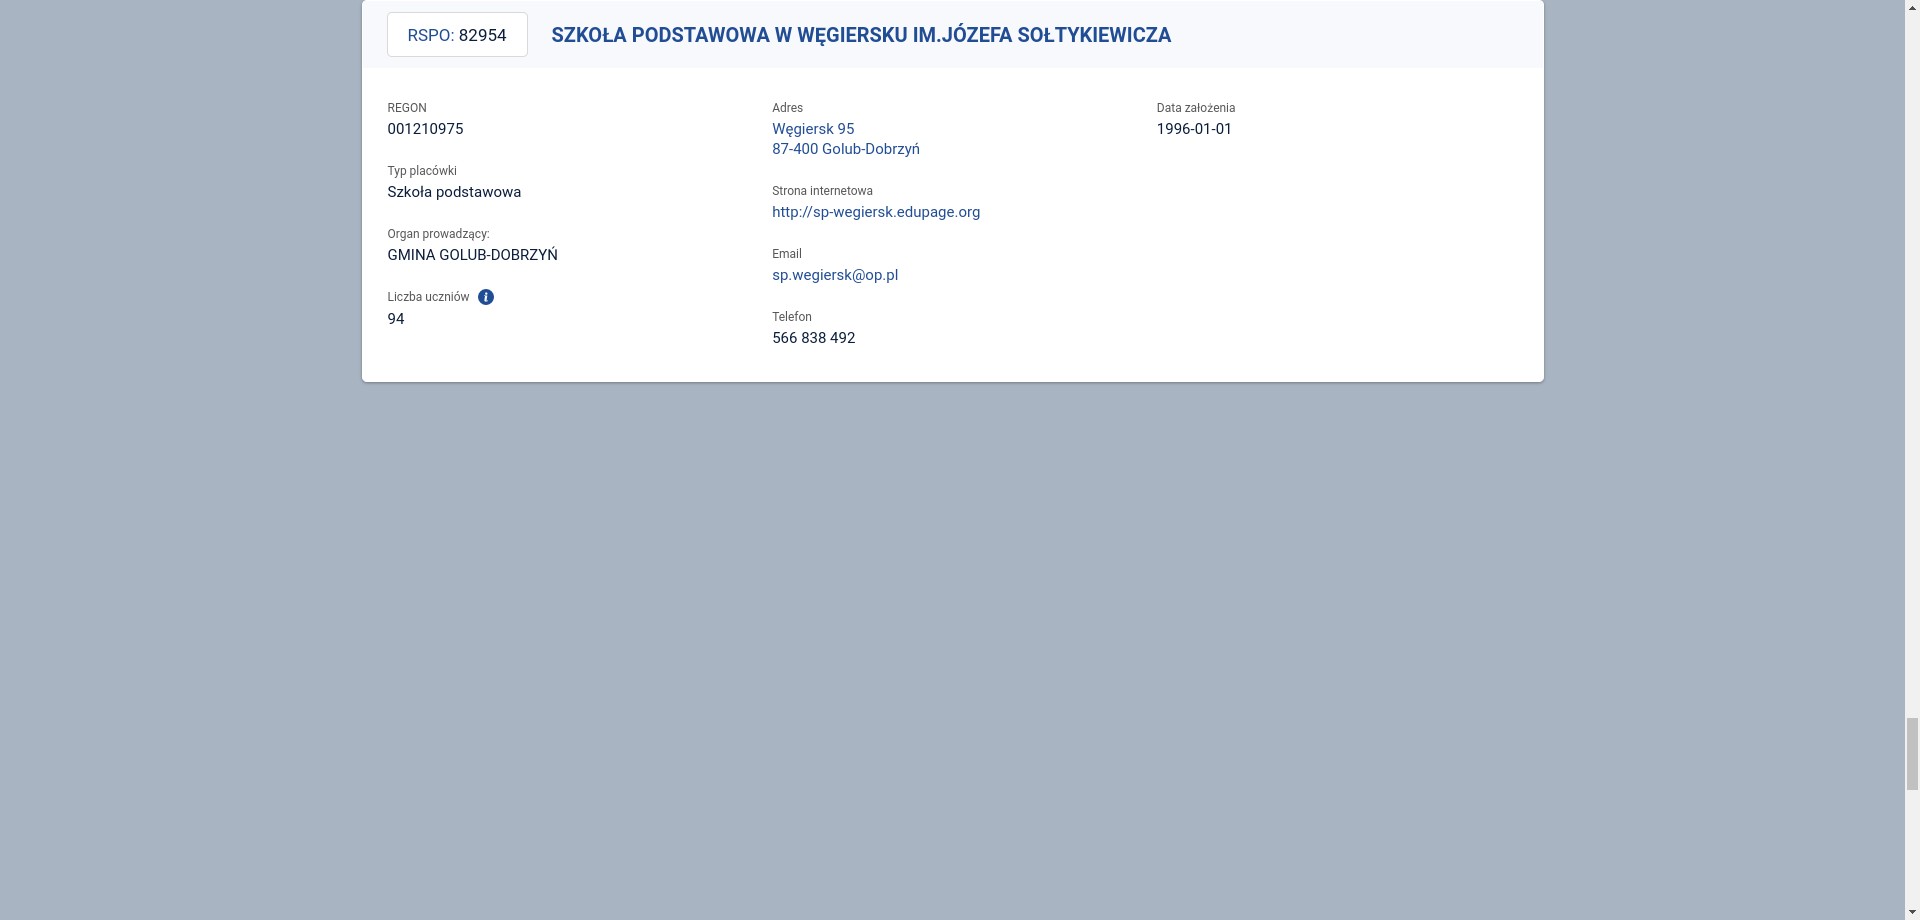 RSPO: 82954
SZKOŁA PODSTAWOWA W WĘGIERSKU IM.JÓZEFA SOŁTYKIEWICZA
REGON
001210975
Typ placówki
Szkoła podstawowa
Organ prowadzący:
GMINA GOLUB-DOBRZYŃ
Liczba uczniów i
94
Adres
Węgiersk 95
87-400 Golub-Dobrzyń
Strona internetowa
http://sp-wegiersk.edupage.org
Email
sp.wegiersk@op.pl
Telefon
566 838 492
Data założenia
1996-01-01